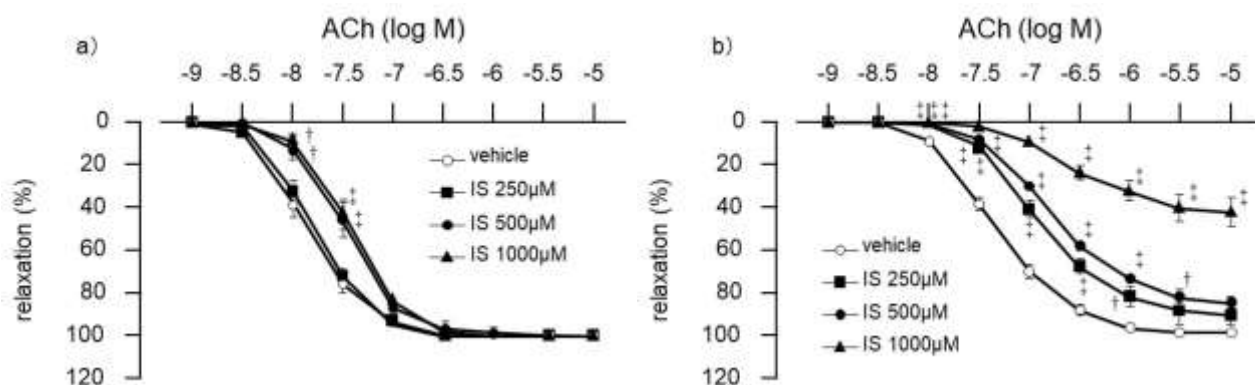 a)
ACh (log M)
-9 -8.5 -8 -7.5 -7 -6.5 -6 -5.5 -5
0
20
40
60
80
100
120
relaxation (%)
† †
‡ ‡
vehicle
IS 250µM
IS 500µM
IS 1000µM
b)
ACh (log M)
-9 -8.5 -8 -7.5 -7 -6.5 -6 -5.5 -5
0
20
40
60
80
100
120
relaxation (%)
‡ ‡ ‡
‡ ‡ ‡
‡ ‡ ‡
‡ ‡ ‡
‡ ‡ †
‡ †
‡
vehicle
IS 250µM
IS 500µM
IS 1000µM